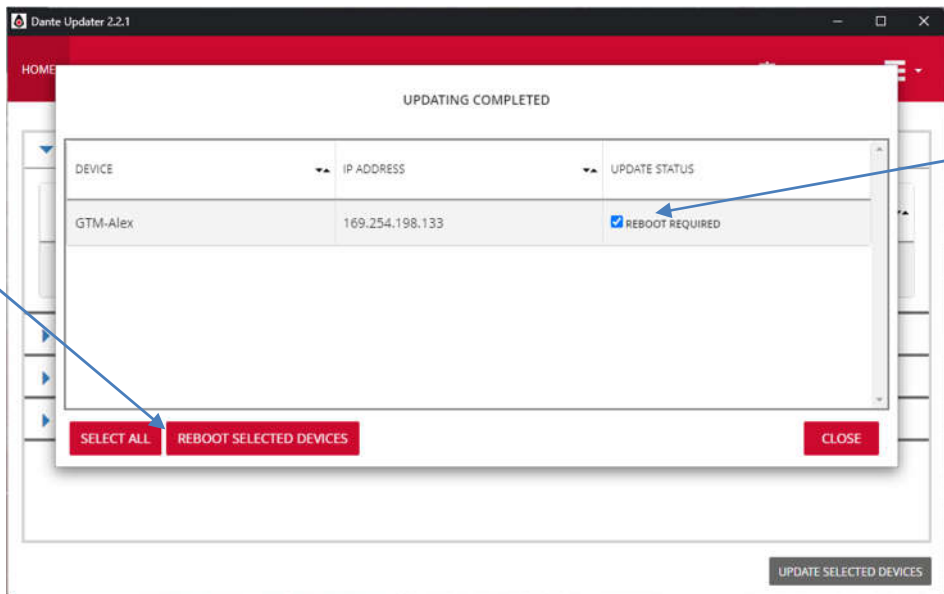 Dante Updater 2.2.1
HOME
UPDATING COMPLETED
DEVICE IP ADDRESS UPDATE STATUS
GTM-Alex 169.254.198.133 REBOOT REQUIRED
SELECT ALL REBOOT SELECTED DEVICES CLOSE
UPDATE SELECTED DEVICES